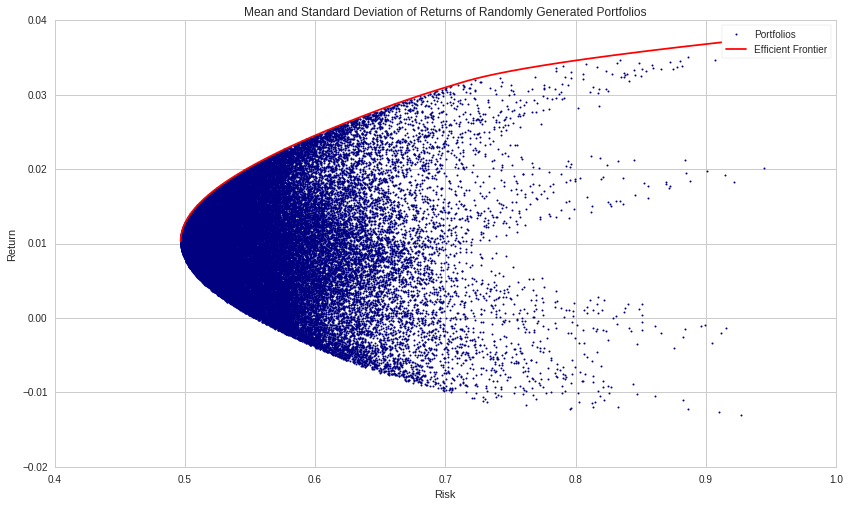 Mean and Standard Deviation of Returns of Randomly Generated Portfolios
Portfolios
Efficient Frontier
0.04
0.03
0.02
0.01
0.00
−0.01
−0.02
Return
0.4
0.5
0.6
0.7
0.8
0.9
1.0
Risk